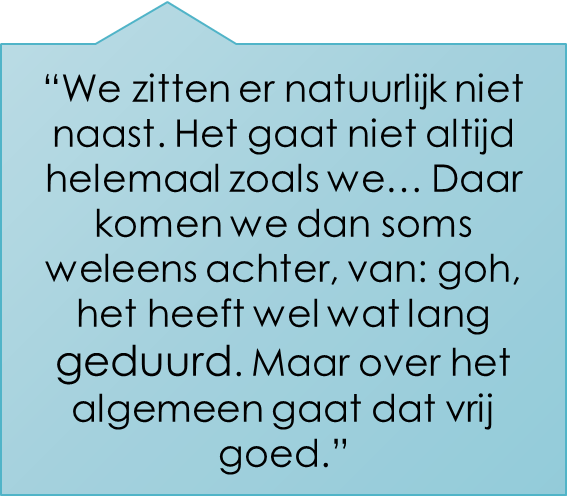 “We zitten er natuurlijk niet
naast. Het gaat niet altijd
helemaal zoals we… Daar
komen we dan soms
weleens achter, van: goh,
het heeft wel wat lang
geduurd. Maar over het
algemeen gaat dat vrij
goed.”